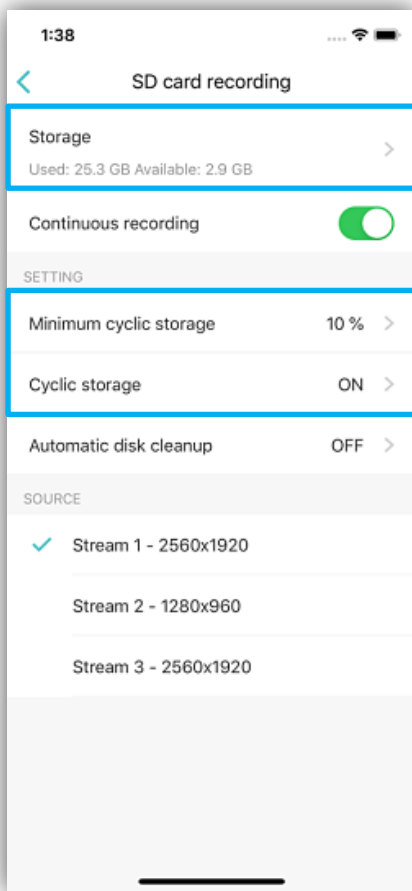 1:38
SD card recording
Storage
Used: 25.3 GB Available: 2.9 GB
Continuous recording
SETTING
Minimum cyclic storage 10 %
Cyclic storage ON
Automatic disk cleanup OFF
SOURCE
Stream 1 - 2560x1920
Stream 2 - 1280x960
Stream 3 - 2560x1920